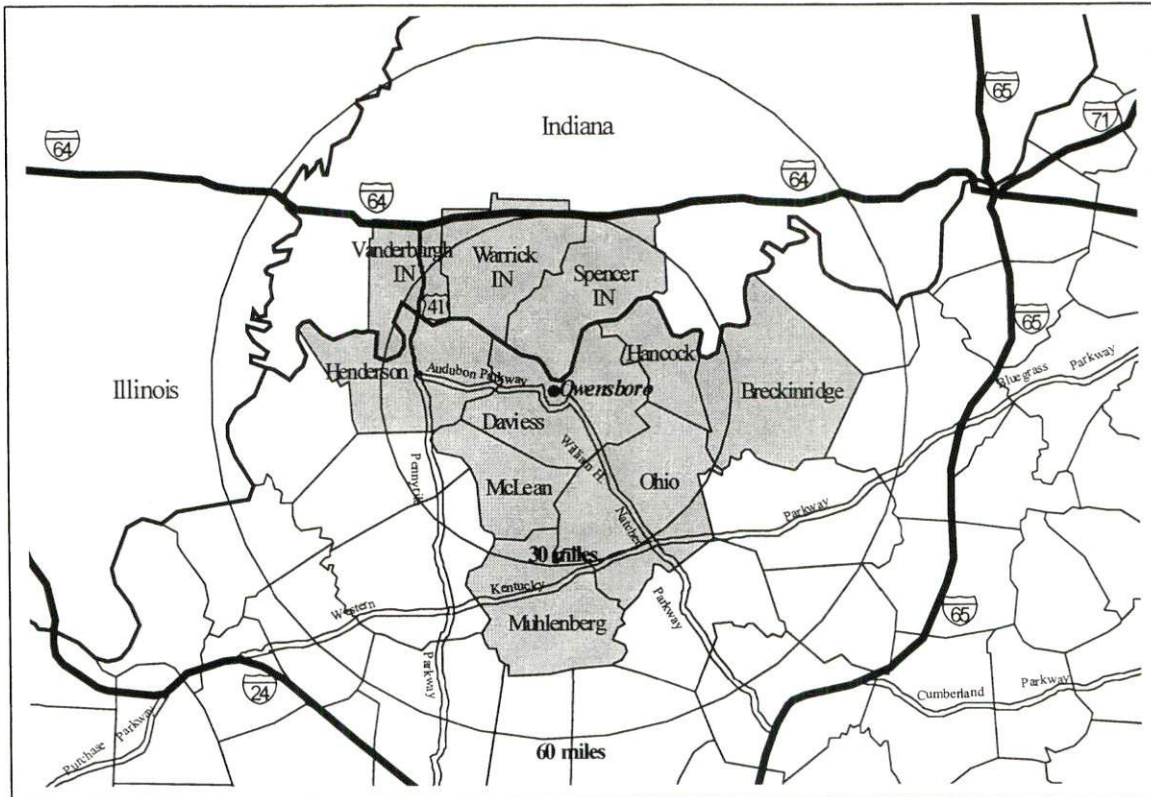 Indiana
65
71
64
64
64
Vanderburgh
IN
Warrick
IN
Spencer
IN
41
65
Henderson
Audubon Parkway
Hancock
Owensboro
Breckinridge
Illinois
Bluegrass
Parkway
Daviess
William H.
Natcher
Parkway
Pennyrile
Parkway
McLean
Ohio
Parkway
30 miles
Western
Kentucky
Muhlenberg
65
24
Cumberland
Parkway
Purchase
Parkway
60 miles